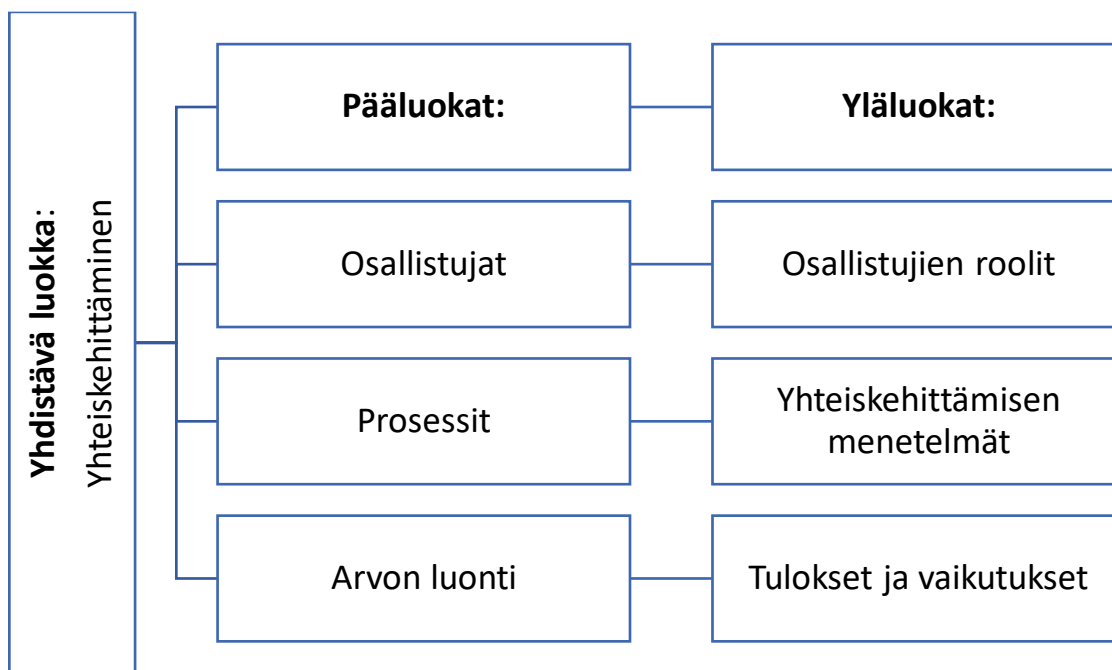 Yhdistävä luokka:
Yhteiskehittäminen
Pääluokat:
Yläluokat:
Osallistujat
Osallistujien roolit
Prosessit
Yhteiskehittämisen
menetelmät
Arvon luonti
Tulokset ja vaikutukset